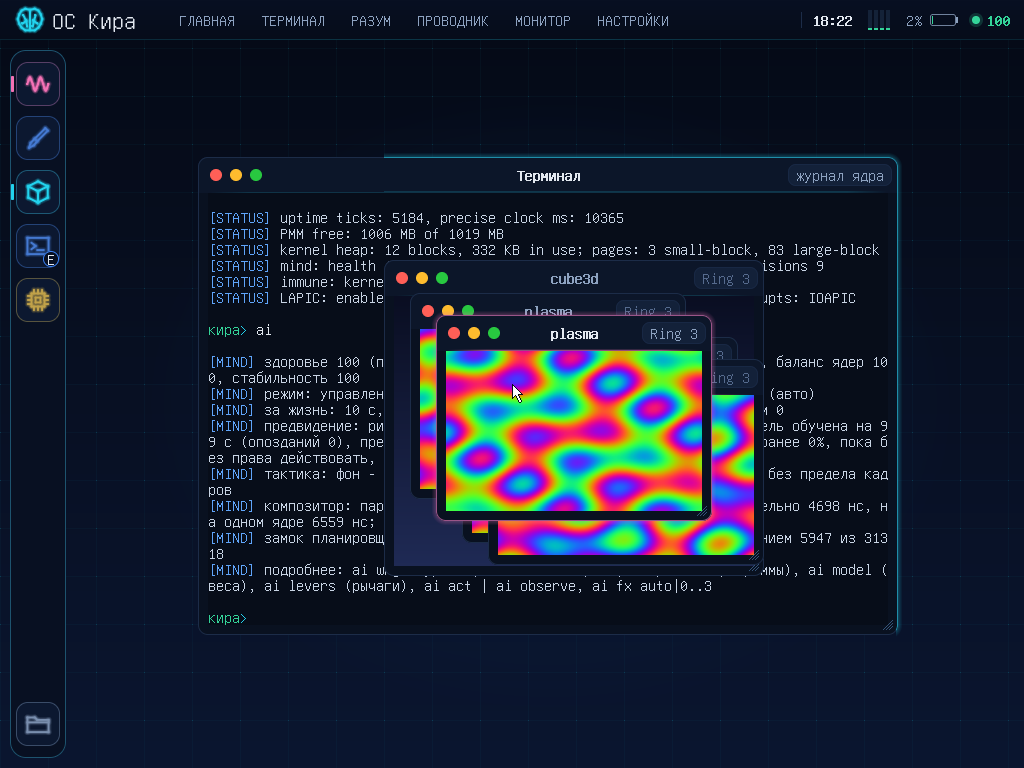 ОС Кира ГЛАВНАЯ ТЕРМИНАЛ РАЗУМ ПРОВОДНИК МОНИТОР НАСТРОЙКИ 18:22 2% 100
E
Терминал журнал ядра
[STATUS] uptime ticks: 5184, precise clock ms: 10365
[STATUS] PMM free: 1006 MB of 1019 MB
[STATUS] kernel heap: 12 blocks, 332 KB in use; pages: 3 small-block, 83 large-block
[STATUS] mind: health
[STATUS] immune: kerne
[STATUS] LAPIC: enable upts: IOAPIC
cube3d Ring 3
plasma Ring 3
plasma Ring 3
3
ing 3
кира> ai
[MIND] здоровье 100 (п , баланс ядер 10
0, стабильность 100
[MIND] режим: управлен (авто)
[MIND] за жизнь: 10 с, 0
[MIND] предвидение: ри ель обучена на 9
9 с (опозданий 0), пре ранее 0%, пока б
ез права действовать,
[MIND] тактика: фон - без предела кад
ров
[MIND] композитор: пар ельно 4698 нс, н
а одном ядре 6559 нс;
[MIND] замок планировщ нием 5947 из 313
18
[MIND] подробнее: ai ммы), ai model (
веса), ai levers (рычаги), ai act | ai observe, ai fx auto|0..3
кира>